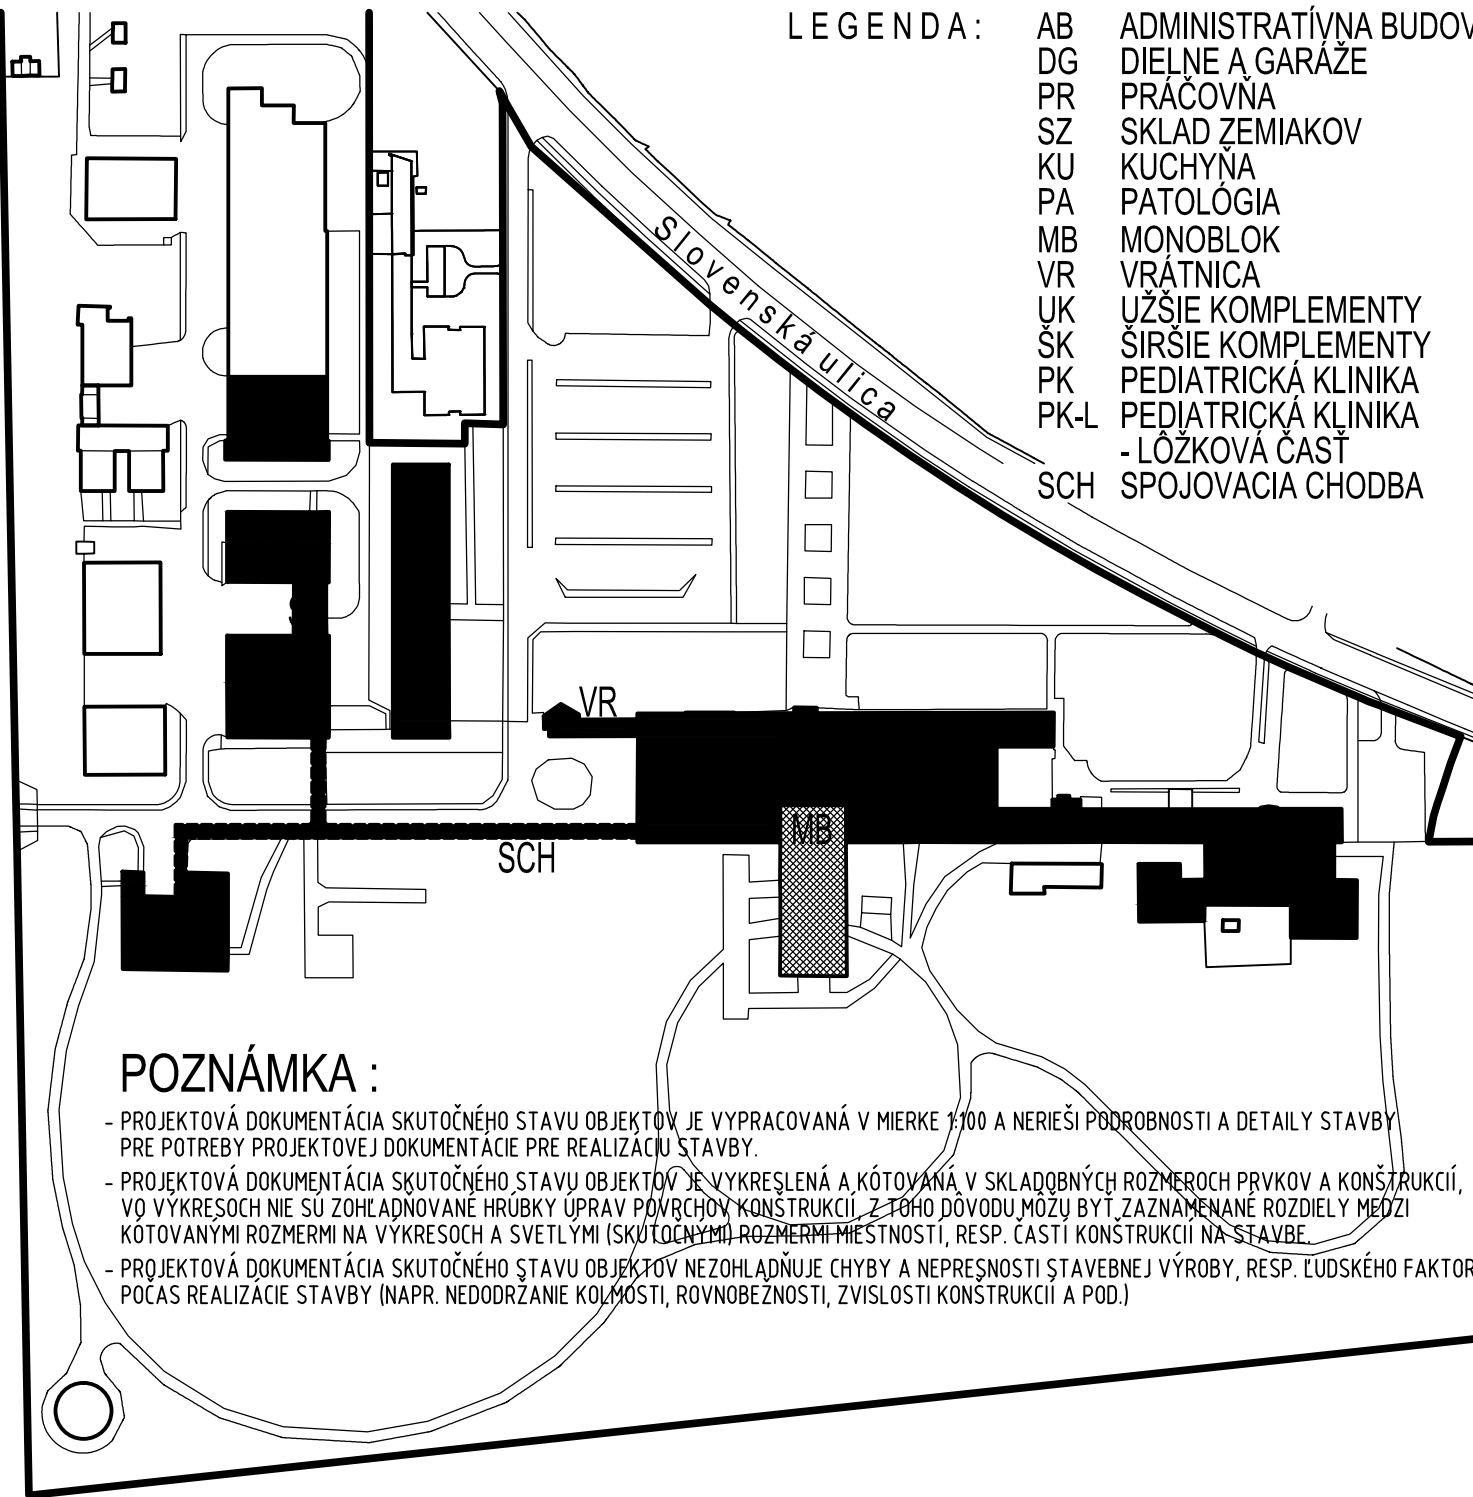 LEGENDA:
AB ADMINISTRATÍVNA BUDOV
DG DIELNE A GARÁŽE
PR PRÁČOVŇA
SZ SKLAD ZEMIAKOV
KU KUCHYŇA
PA PATOLÓGIA
MB MONOBLOK
VR VRÁTNICA
UK UŽŠIE KOMPLEMENTY
ŠK ŠIRŠIE KOMPLEMENTY
PK PEDIATRICKÁ KLINIKA
PK-L PEDIATRICKÁ KLINIKA
- LÔŽKOVÁ ČASŤ
SCH SPOJOVACIA CHODBA
Slovenská ulica
VR
MB
SCH
POZNÁMKA :
- PROJEKTOVÁ DOKUMENTÁCIA SKUTOČNÉHO STAVU OBJEKTOV JE VYPRACOVANÁ V MIERKE 1:100 A NERIEŠI PODROBNOSTI A DETAILY STAVBY
PRE POTREBY PROJEKTOVEJ DOKUMENTÁCIE PRE REALIZÁCIU STAVBY.
- PROJEKTOVÁ DOKUMENTÁCIA SKUTOČNÉHO STAVU OBJEKTOV JE VYKRESLENÁ A KÓTOVANÁ V SKLADOBNÝCH ROZMEROCH PRVKOV A KONŠTRUKCIÍ,
VO VÝKRESOCH NIE SÚ ZOHĽADŇOVANÉ HRÚBKY ÚPRAV POVRCHOV KONŠTRUKCIÍ, Z TOHO DÔVODU MÔŽU BYŤ ZAZNAMENANÉ ROZDIELY MEDZI
KÓTOVANÝMI ROZMERMI NA VÝKRESOCH A SVETLÝMI (SKUTOČNÝMI) ROZMERMI MIESTNOSTÍ, RESP. ČASTÍ KONŠTRUKCIÍ NA STAVBE.
- PROJEKTOVÁ DOKUMENTÁCIA SKUTOČNÉHO STAVU OBJEKTOV NEZOHĽADŇUJE CHYBY A NEPRESNOSTI STAVEBNEJ VÝROBY, RESP. ĽUDSKÉHO FAKTOR
POČAS REALIZÁCIE STAVBY (NAPR. NEDODRŽANIE KOLMOSTI, ROVNOBEŽNOSTI, ZVISLOSTI KONŠTRUKCIÍ A POD.)